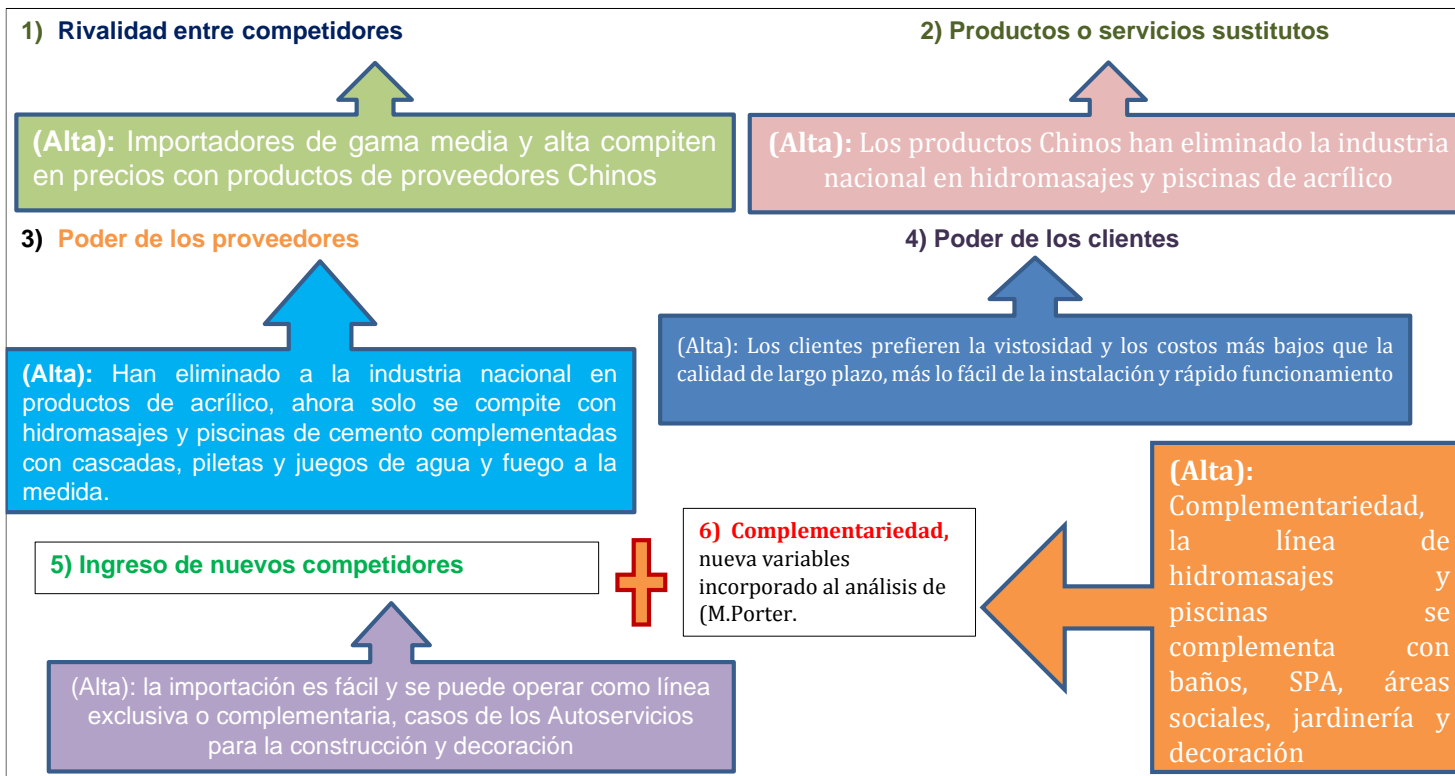 1) Rivalidad entre competidores
2) Productos o servicios sustitutos
(Alta): Importadores de gama media y alta compiten
en precios con productos de proveedores Chinos
(Alta): Los productos Chinos han eliminado la industria
nacional en hidromasajes y piscinas de acrílico
3) Poder de los proveedores
4) Poder de los clientes
(Alta): Han eliminado a la industria nacional en
productos de acrílico, ahora solo se compite con
hidromasajes y piscinas de cemento complementadas
con cascadas, piletas y juegos de agua y fuego a la
medida.
(Alta): Los clientes prefieren la vistosidad y los costos más bajos que la
calidad de largo plazo, más lo fácil de la instalación y rápido funcionamiento
5) Ingreso de nuevos competidores
6) Complementariedad,
nueva variables
incorporado al análisis de
(M.Porter.
(Alta):
Complementariedad,
la línea de
hidromasajes y
piscinas se
complementa con
baños, SPA, áreas
sociales, jardinería y
decoración
(Alta): la importación es fácil y se puede operar como línea
exclusiva o complementaria, casos de los Autoservicios
para la construcción y decoración